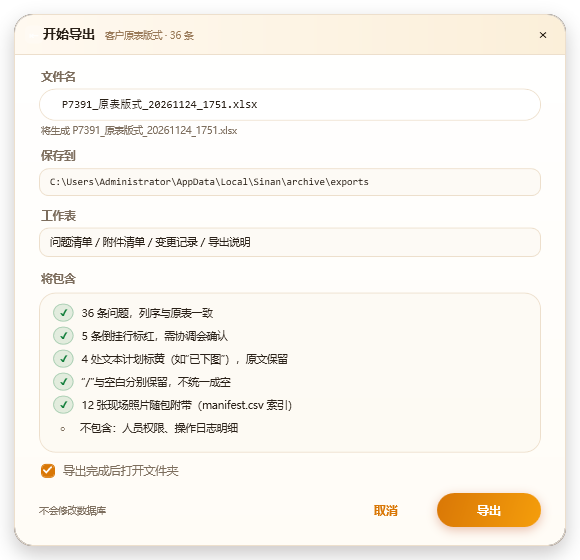 开始导出 客户原表版式 · 36 条 ×
文件名
P7391_原表版式_20261124_1751.xlsx
将生成 P7391_原表版式_20261124_1751.xlsx
保存到
C:\Users\Administrator\AppData\Local\Sinan\archive\exports
工作表
问题清单 / 附件清单 / 变更记录 / 导出说明
将包含
✓ 36 条问题，列序与原表一致
✓ 5 条倒挂行标红，需协调会确认
✓ 4 处文本计划标黄（如“已下图”），原文保留
✓ “/”与空白分别保留，不统一成空
✓ 12 张现场照片随包附带（manifest.csv 索引）
○ 不包含：人员权限、操作日志明细
导出完成后打开文件夹
不会修改数据库 取消 导出